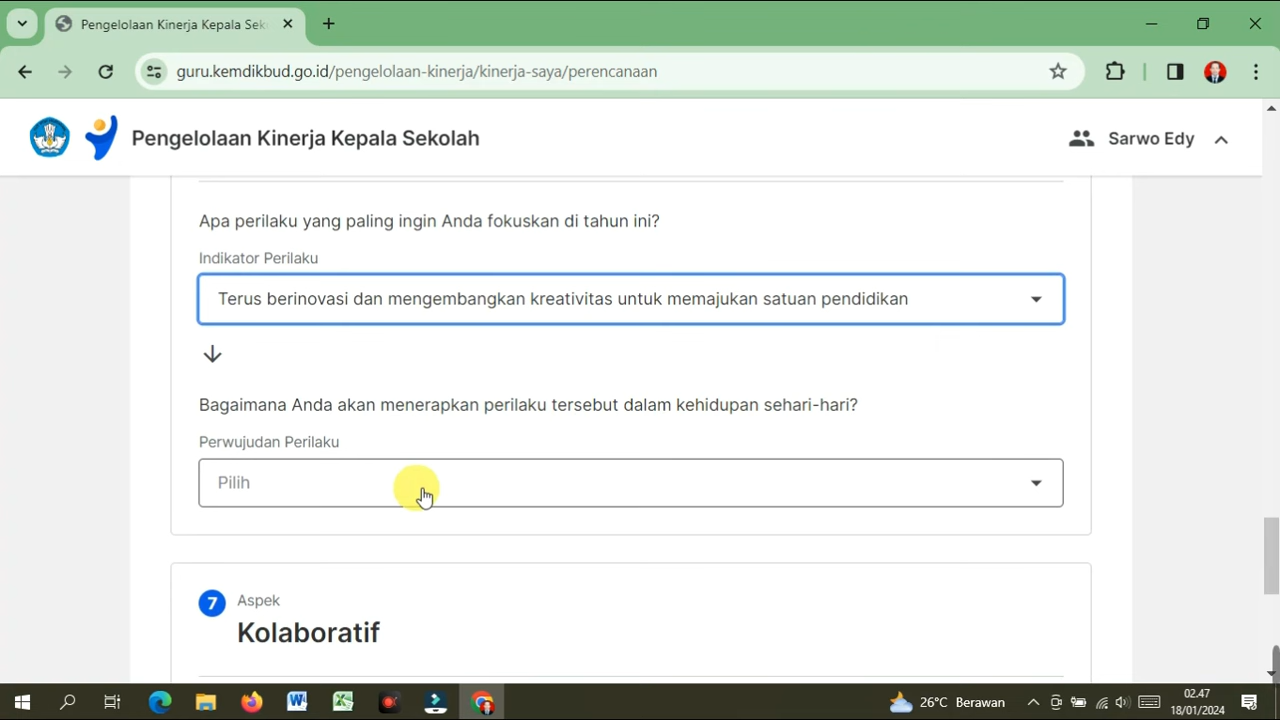 Pengelolaan Kinerja Kepala Sek
guru.kemdikbud.go.id/pengelolaan-kinerja/kinerja-saya/perencanaan
Pengelolaan Kinerja Kepala Sekolah
Sarwo Edy
Apa perilaku yang paling ingin Anda fokuskan di tahun ini?
Indikator Perilaku
Terus berinovasi dan mengembangkan kreativitas untuk memajukan satuan pendidikan
Bagaimana Anda akan menerapkan perilaku tersebut dalam kehidupan sehari-hari?
Perwujudan Perilaku
Pilih
7 Aspek
Kolaboratif
26°C Berawan
02.47
18/01/2024